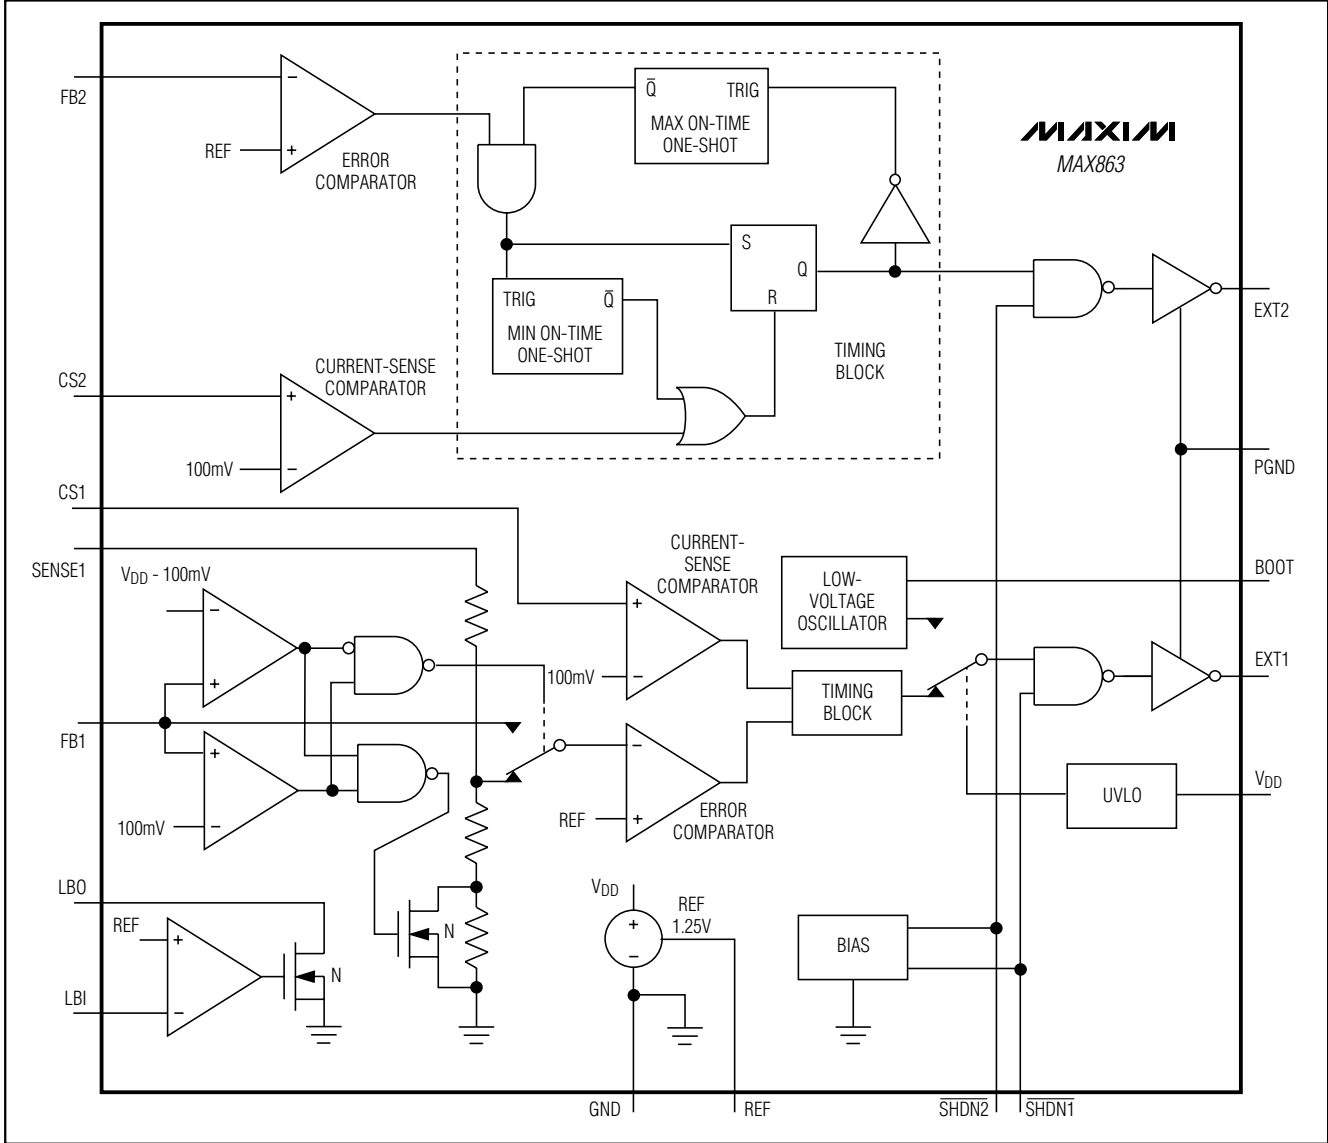 FB2
−
REF
+
ERROR
COMPARATOR
Q̅
TRIG
MAX ON-TIME
ONE-SHOT
MAXIM
MAX863
S
Q
R
TRIG
Q̅
MIN ON-TIME
ONE-SHOT
TIMING
BLOCK
EXT2
CS2
CURRENT-SENSE
COMPARATOR
+
100mV
−
PGND
CS1
SENSE1
VDD - 100mV
−
+
CURRENT-
SENSE
COMPARATOR
+
100mV
−
LOW-
VOLTAGE
OSCILLATOR
BOOT
TIMING
BLOCK
EXT1
FB1
+
100mV
−
−
REF
+
ERROR
COMPARATOR
UVLO
VDD
LBO
REF
+
−
LBI
N
N
VDD
+
−
REF
1.25V
BIAS
GND
REF
S̅H̅D̅N̅2̅
S̅H̅D̅N̅1̅